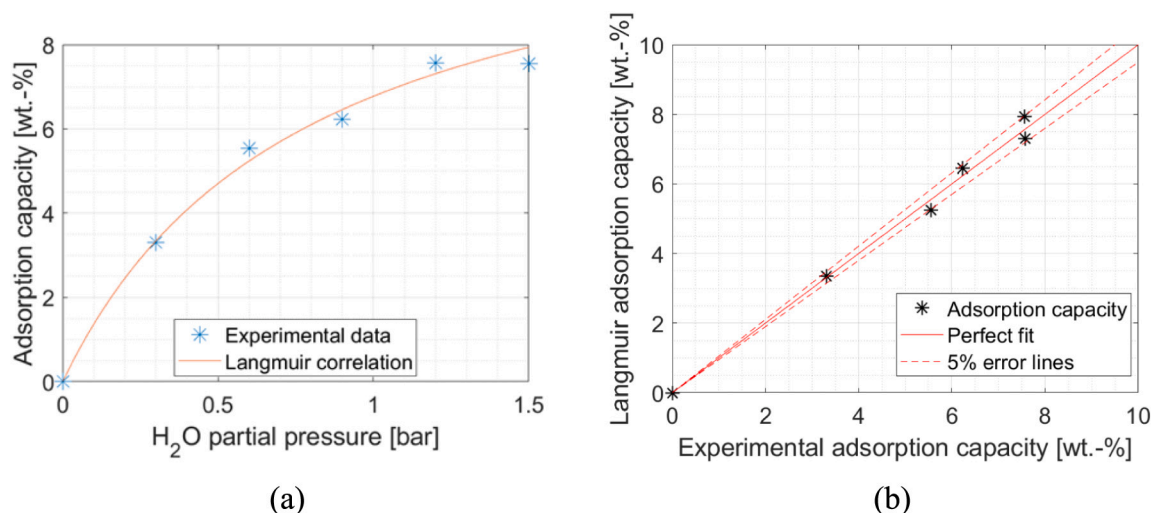 Adsorption capacity [wt.-%]
8
6
4
2
0
0
0.5
1
1.5
H₂O partial pressure [bar]
Experimental data
Langmuir correlation
(a)
Langmuir adsorption capacity [wt.-%]
10
8
6
4
2
0
0
2
4
6
8
10
Experimental adsorption capacity [wt.-%]
Adsorption capacity
Perfect fit
5% error lines
(b)